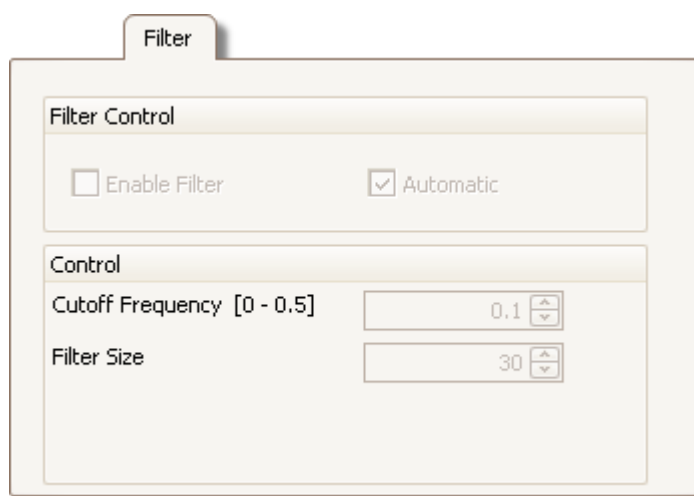 Filter
Filter Control
Enable Filter Automatic
Control
Cutoff Frequency [0 - 0.5] 0.1
Filter Size 30